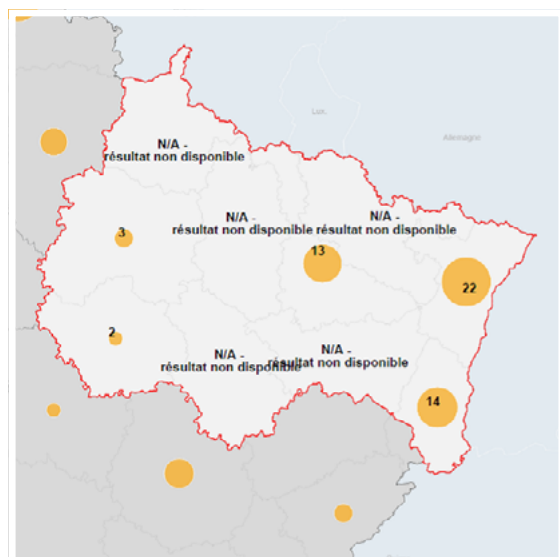 Lux.
Allemagne
N/A -
résultat non disponible
N/A -
résultat non disponible
N/A -
résultat non disponible
3
13
22
2
N/A -
résultat non disponible
N/A -
résultat non disponible
14